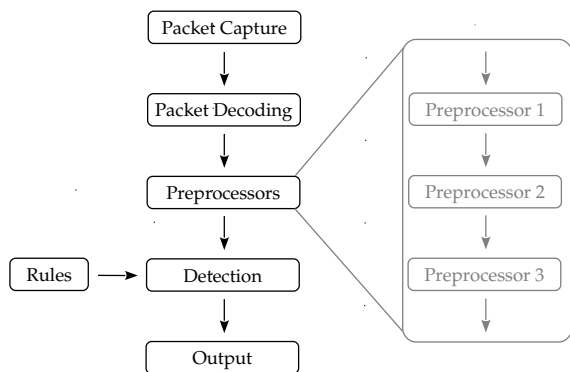 Packet Capture
Packet Decoding
Preprocessors
Rules
Detection
Output
Preprocessor 1
Preprocessor 2
Preprocessor 3